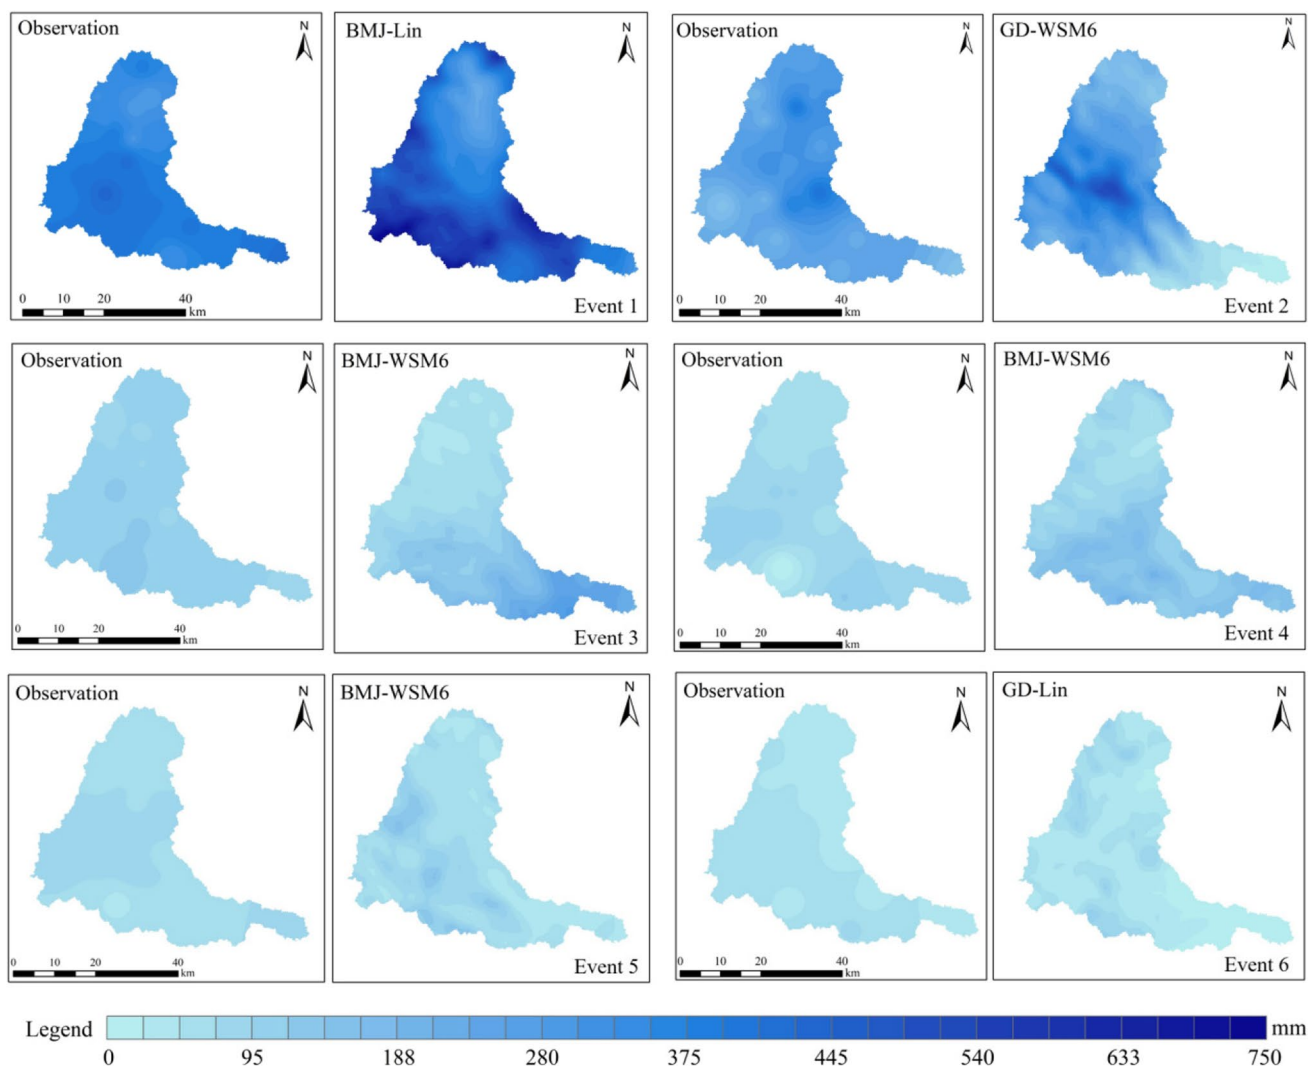 Observation
N
BMJ-Lin
N
Observation
N
GD-WSM6
N
0 10 20 40
km
Event 1
0 10 20 40
km
Event 2
Observation
N
BMJ-WSM6
N
Observation
N
BMJ-WSM6
N
0 10 20 40
km
Event 3
0 10 20 40
km
Event 4
Observation
N
BMJ-WSM6
N
Observation
N
GD-Lin
N
0 10 20 40
km
Event 5
0 10 20 40
km
Event 6
Legend mm
0 95 188 280 375 445 540 633 750